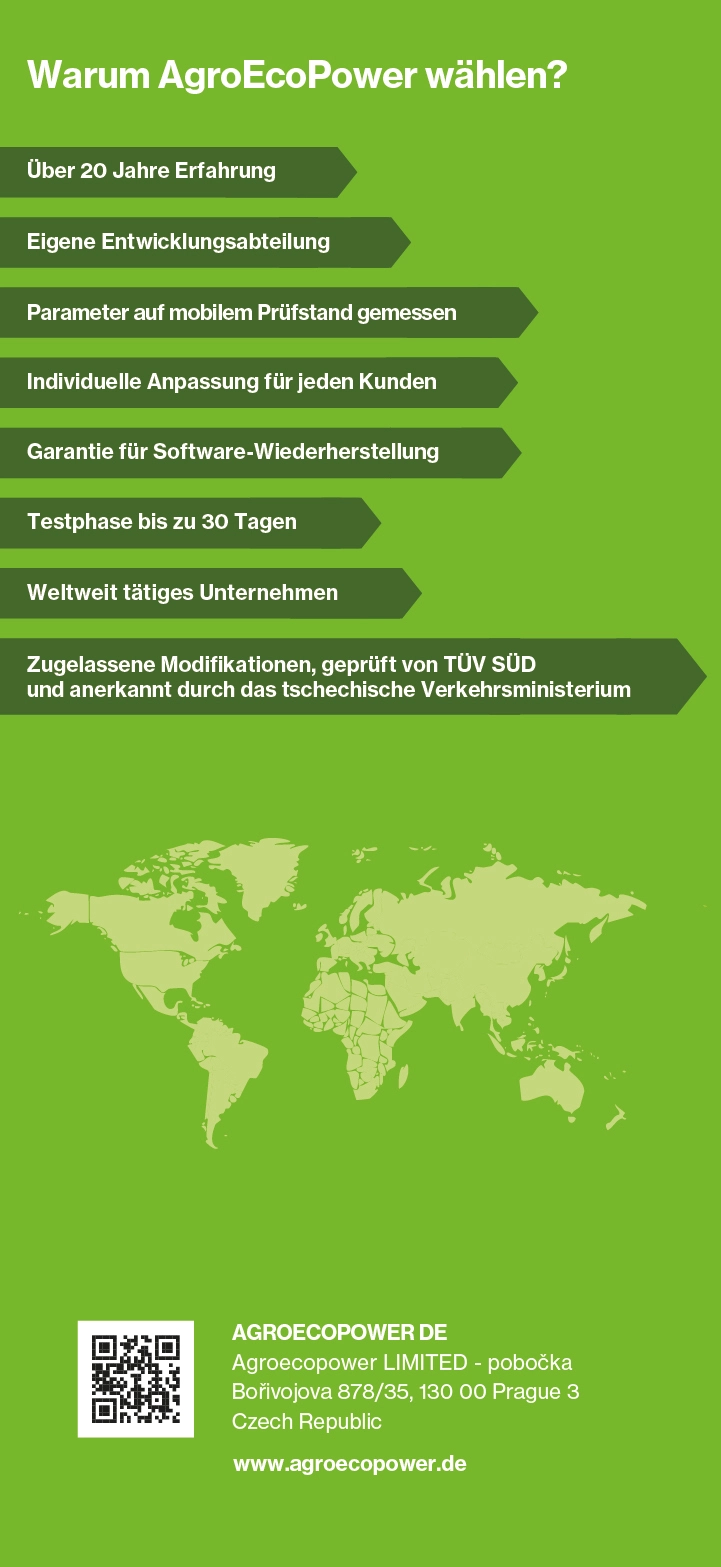 Warum AgroEcoPower wählen?
Über 20 Jahre Erfahrung
Eigene Entwicklungsabteilung
Parameter auf mobilem Prüfstand gemessen
Individuelle Anpassung für jeden Kunden
Garantie für Software-Wiederherstellung
Testphase bis zu 30 Tagen
Weltweit tätiges Unternehmen
Zugelassene Modifikationen, geprüft von TÜV SÜD
und anerkannt durch das tschechische Verkehrsministerium
AGROECOPOWER DE
Agroecopower LIMITED - pobočka
Bořivojova 878/35, 130 00 Prague 3
Czech Republic
www.agroecopower.de